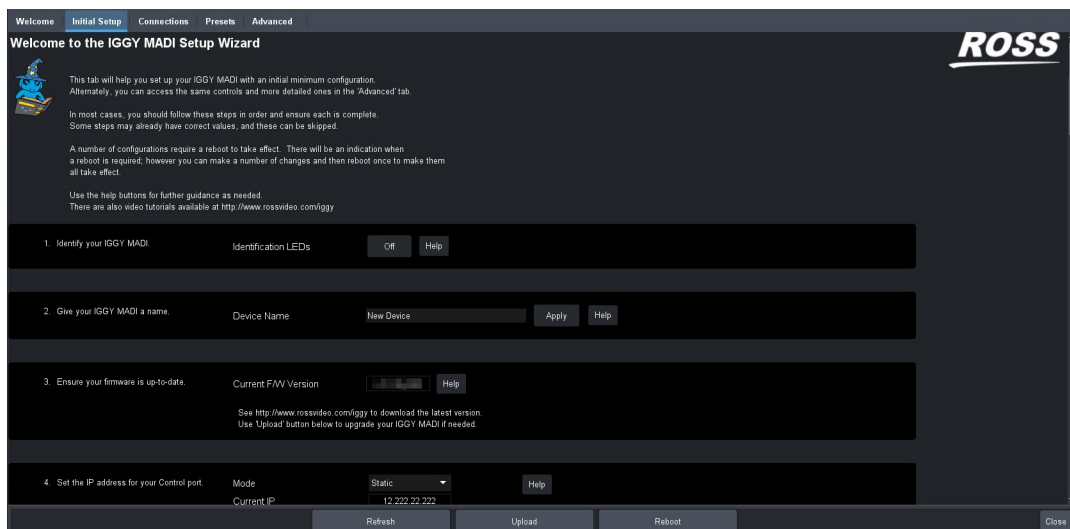 Welcome Initial Setup Connections Presets Advanced
Welcome to the IGGY MADI Setup Wizard
ROSS
This tab will help you set up your IGGY MADI with an initial minimum configuration.
Alternately, you can access the same controls and more detailed ones in the 'Advanced' tab.
In most cases, you should follow these steps in order and ensure each is complete.
Some steps may already have correct values, and these can be skipped.
A number of configurations require a reboot to take effect. There will be an indication when
a reboot is required; however you can make a number of changes and then reboot once to make them
all take effect.
Use the help buttons for further guidance as needed.
There are also video tutorials available at http://www.rossvideo.com/iggy
1. Identify your IGGY MADI. Identification LEDs Off Help
2. Give your IGGY MADI a name. Device Name New Device Apply Help
3. Ensure your firmware is up-to-date. Current F/W Version Help
See http://www.rossvideo.com/iggy to download the latest version.
Use 'Upload' button below to upgrade your IGGY MADI if needed.
4. Set the IP address for your Control port. Mode Static Help
Current IP 12.222.22.222
Refresh Upload Reboot Close